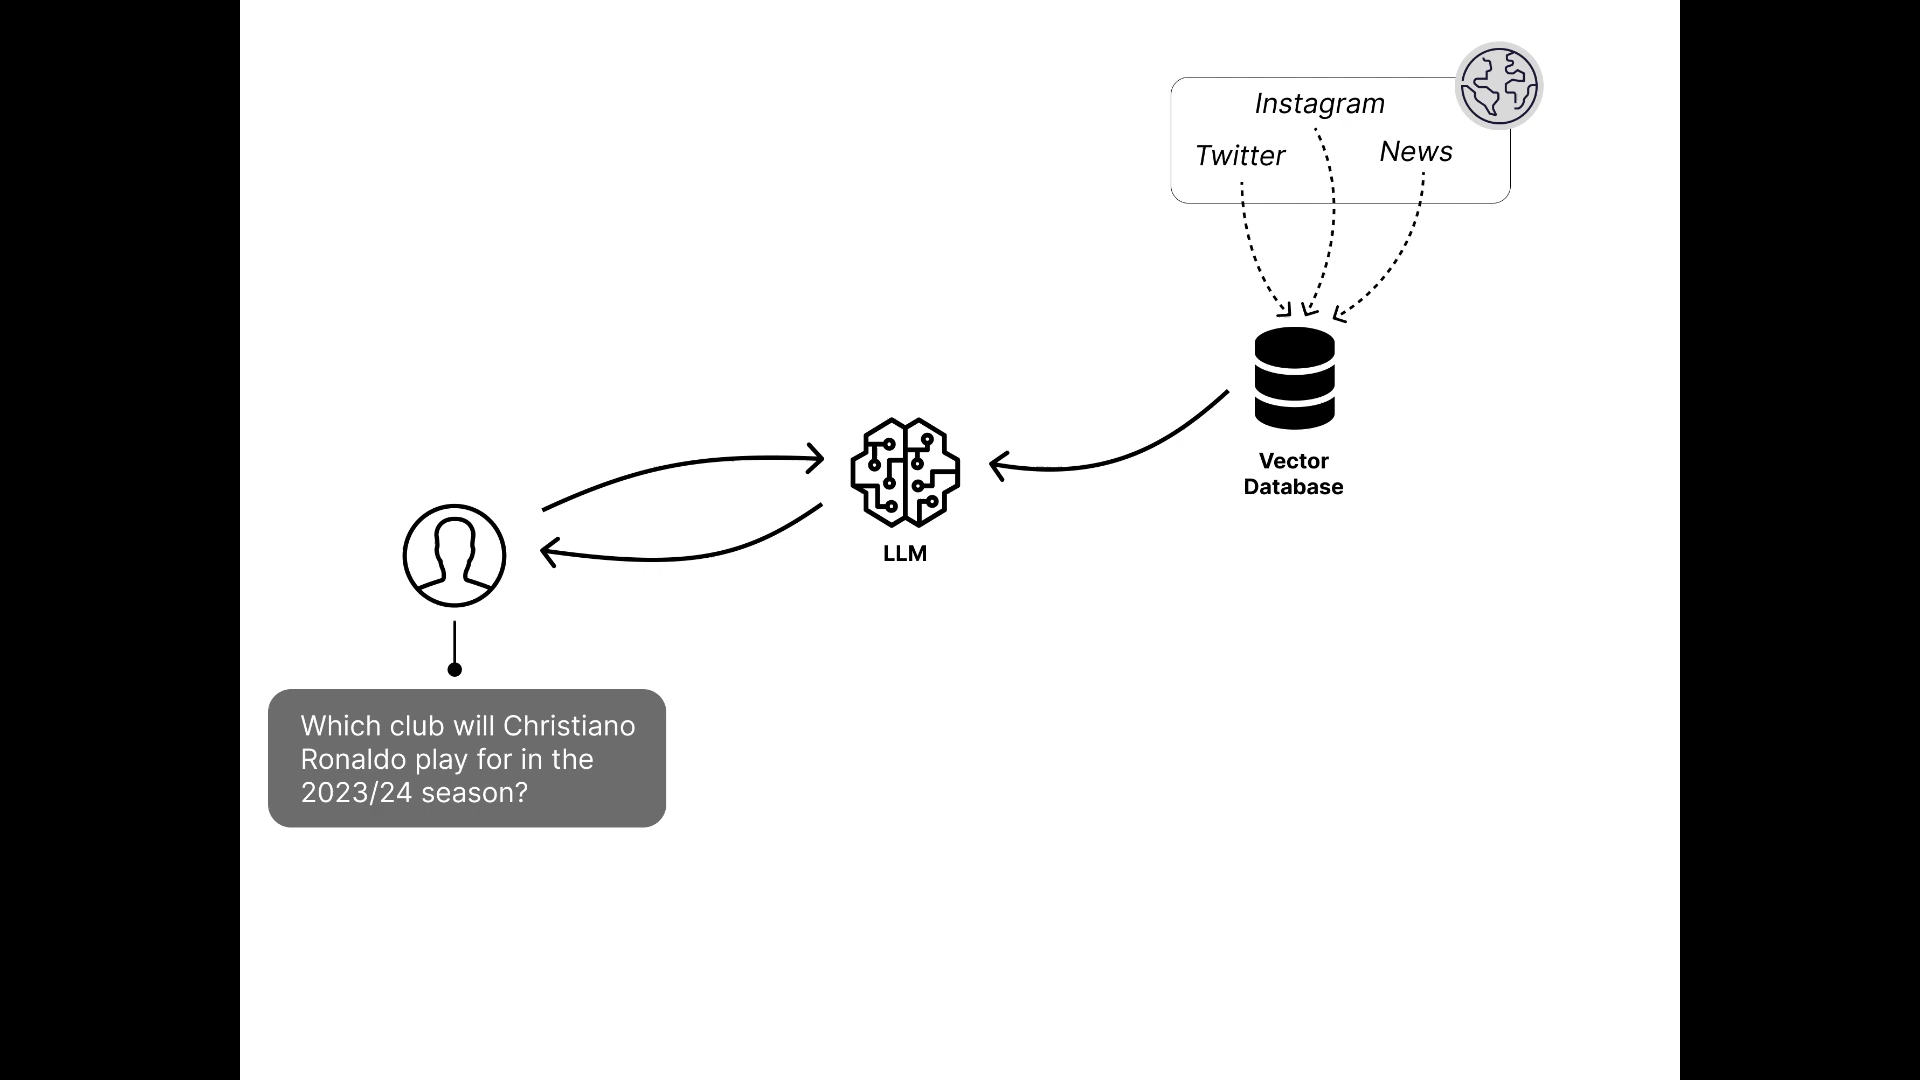 Instagram
Twitter
News
Vector
Database
LLM
Which club will Christiano
Ronaldo play for in the
2023/24 season?